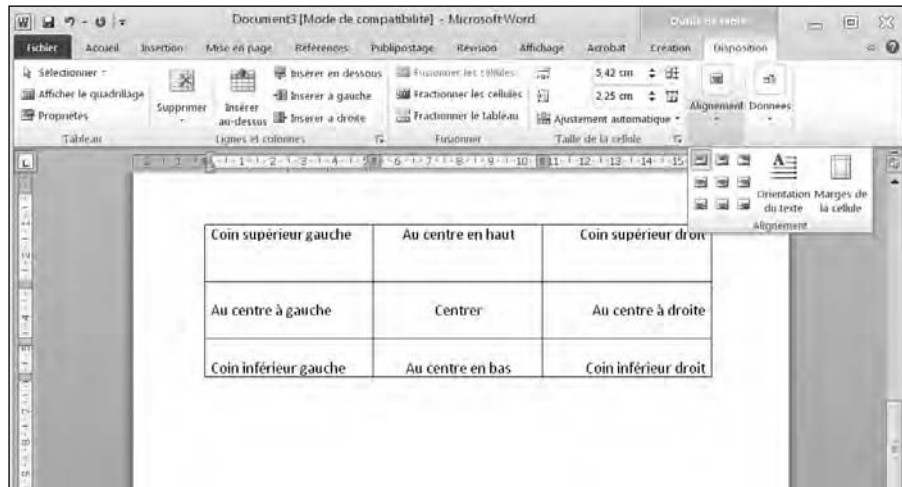 Document3 [Mode de compatibilité] - Microsoft Word
Outils de table
Fichier Accueil Insertion Mise en page Références Publipostage Révision Affichage Acrobat Création Disposition
Sélectionner
Afficher le quadrillage
Propriétés
Tableau
Supprimer
Insérer au-dessus
Insérer en dessous
Insérer à gauche
Insérer à droite
Lignes et colonnes
Fusionner les cellules
Fractionner les cellules
Fractionner le tableau
Fusionner
5,42 cm
2,25 cm
Ajustement automatique
Taille de la cellule
Alignement Données
Orientation du texte
Marges de la cellule
Alignement
Coin supérieur gauche Au centre en haut Coin supérieur droit
Au centre à gauche Centrer Au centre à droite
Coin inférieur gauche Au centre en bas Coin inférieur droit